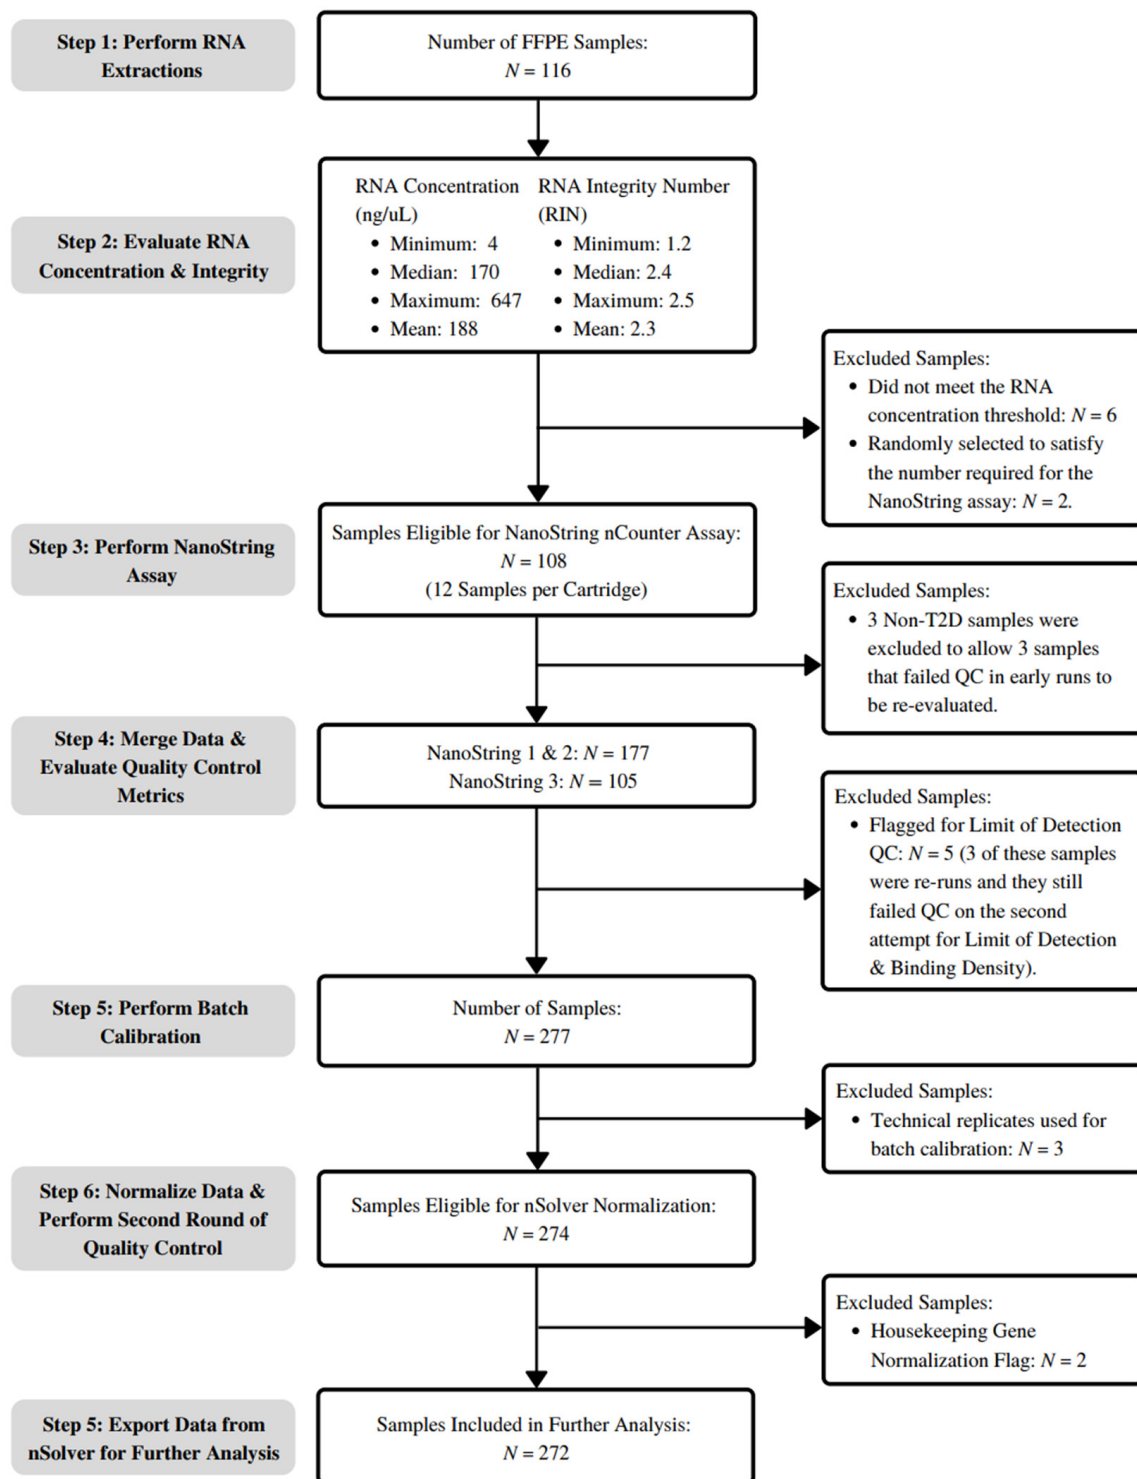 Step 1: Perform RNA
Extractions
Number of FFPE Samples:
N = 116
Step 2: Evaluate RNA
Concentration & Integrity
RNA Concentration
(ng/uL)
• Minimum: 4
• Median: 170
• Maximum: 647
• Mean: 188
RNA Integrity Number
(RIN)
• Minimum: 1.2
• Median: 2.4
• Maximum: 2.5
• Mean: 2.3
Excluded Samples:
• Did not meet the RNA
concentration threshold: N = 6
• Randomly selected to satisfy
the number required for the
NanoString assay: N = 2.
Step 3: Perform NanoString
Assay
Samples Eligible for NanoString nCounter Assay:
N = 108
(12 Samples per Cartridge)
Excluded Samples:
• 3 Non-T2D samples were
excluded to allow 3 samples
that failed QC in early runs to
be re-evaluated.
Step 4: Merge Data &
Evaluate Quality Control
Metrics
NanoString 1 & 2: N = 177
NanoString 3: N = 105
Excluded Samples:
• Flagged for Limit of Detection
QC: N = 5 (3 of these samples
were re-runs and they still
failed QC on the second
attempt for Limit of Detection
& Binding Density).
Step 5: Perform Batch
Calibration
Number of Samples:
N = 277
Excluded Samples:
• Technical replicates used for
batch calibration: N = 3
Step 6: Normalize Data &
Perform Second Round of
Quality Control
Samples Eligible for nSolver Normalization:
N = 274
Excluded Samples:
• Housekeeping Gene
Normalization Flag: N = 2
Step 5: Export Data from
nSolver for Further Analysis
Samples Included in Further Analysis:
N = 272